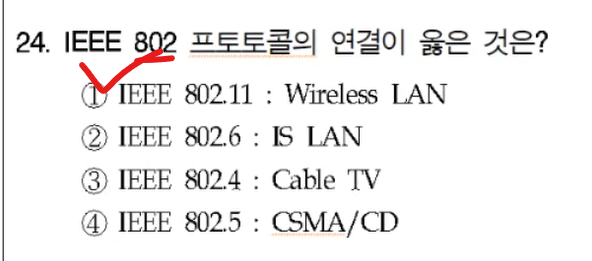 24. IEEE 802 프토토콜의 연결이 옳은 것은?
① IEEE 802.11 : Wireless LAN
② IEEE 802.6 : IS LAN
③ IEEE 802.4 : Cable TV
④ IEEE 802.5 : CSMA/CD